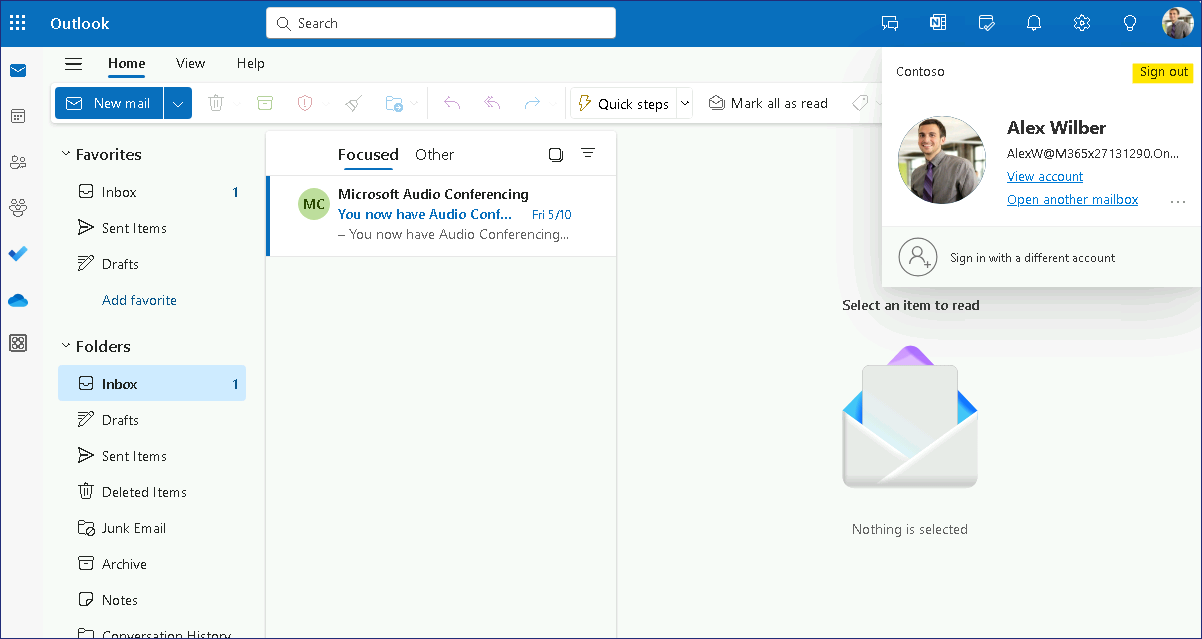 Outlook
Search
Home View Help
New mail
Quick steps
Mark all as read
Contoso
Sign out
Alex Wilber
AlexW@M365x27131290.On...
View account
Open another mailbox
Sign in with a different account
Favorites
Inbox 1
Sent Items
Drafts
Add favorite
Folders
Inbox 1
Drafts
Sent Items
Deleted Items
Junk Email
Archive
Notes
Conversation History
Focused Other
MC
Microsoft Audio Conferencing
You now have Audio Conf... Fri 5/10
– You now have Audio Conferencing...
Select an item to read
Nothing is selected